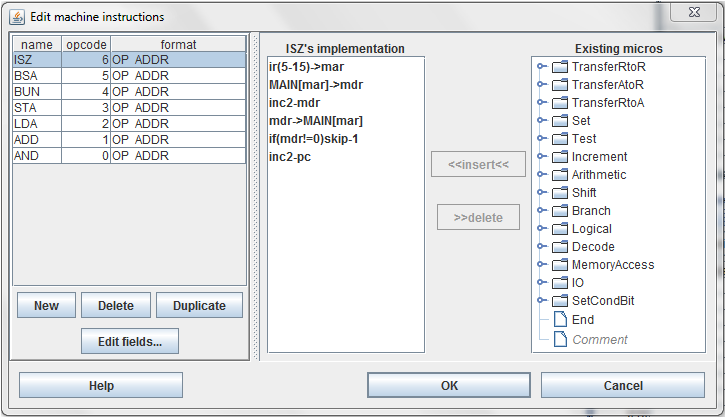 Edit machine instructions
name opcode format
ISZ 6 OP ADDR
BSA 5 OP ADDR
BUN 4 OP ADDR
STA 3 OP ADDR
LDA 2 OP ADDR
ADD 1 OP ADDR
AND 0 OP ADDR
New Delete Duplicate
Edit fields...
ISZ's implementation
ir(5-15)->mar
MAIN[mar]->mdr
inc2-mdr
mdr->MAIN[mar]
if(mdr!=0)skip-1
inc2-pc
<<insert<<
>>delete
Existing micros
TransferRtoR
TransferAtoR
TransferRtoA
Set
Test
Increment
Arithmetic
Shift
Branch
Logical
Decode
MemoryAccess
IO
SetCondBit
End
Comment
Help OK Cancel